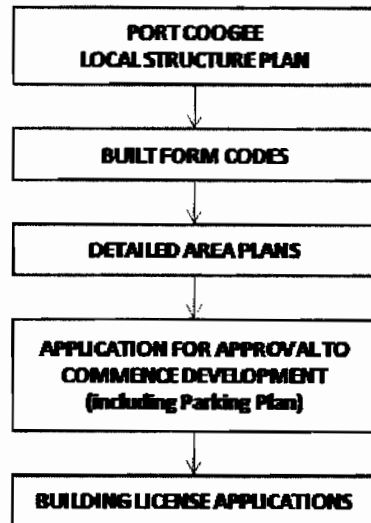 PORT COOGEE
LOCAL STRUCTURE PLAN
BUILT FORM CODES
DETAILED AREA PLANS
APPLICATION FOR APPROVAL TO
COMMENCE DEVELOPMENT
(including Parking Plan)
BUILDING LICENSE APPLICATIONS